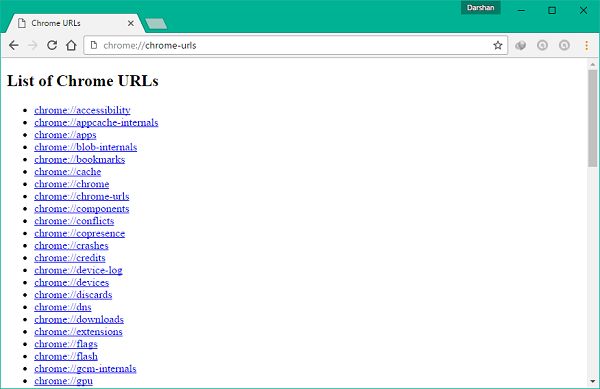 Darshan
Chrome URLs
chrome://chrome-urls
List of Chrome URLs
chrome://accessibility
chrome://appcache-internals
chrome://apps
chrome://blob-internals
chrome://bookmarks
chrome://cache
chrome://chrome
chrome://chrome-urls
chrome://components
chrome://conflicts
chrome://copresence
chrome://crashes
chrome://credits
chrome://device-log
chrome://devices
chrome://discards
chrome://dns
chrome://downloads
chrome://extensions
chrome://flags
chrome://flash
chrome://gcm-internals
chrome://gpu